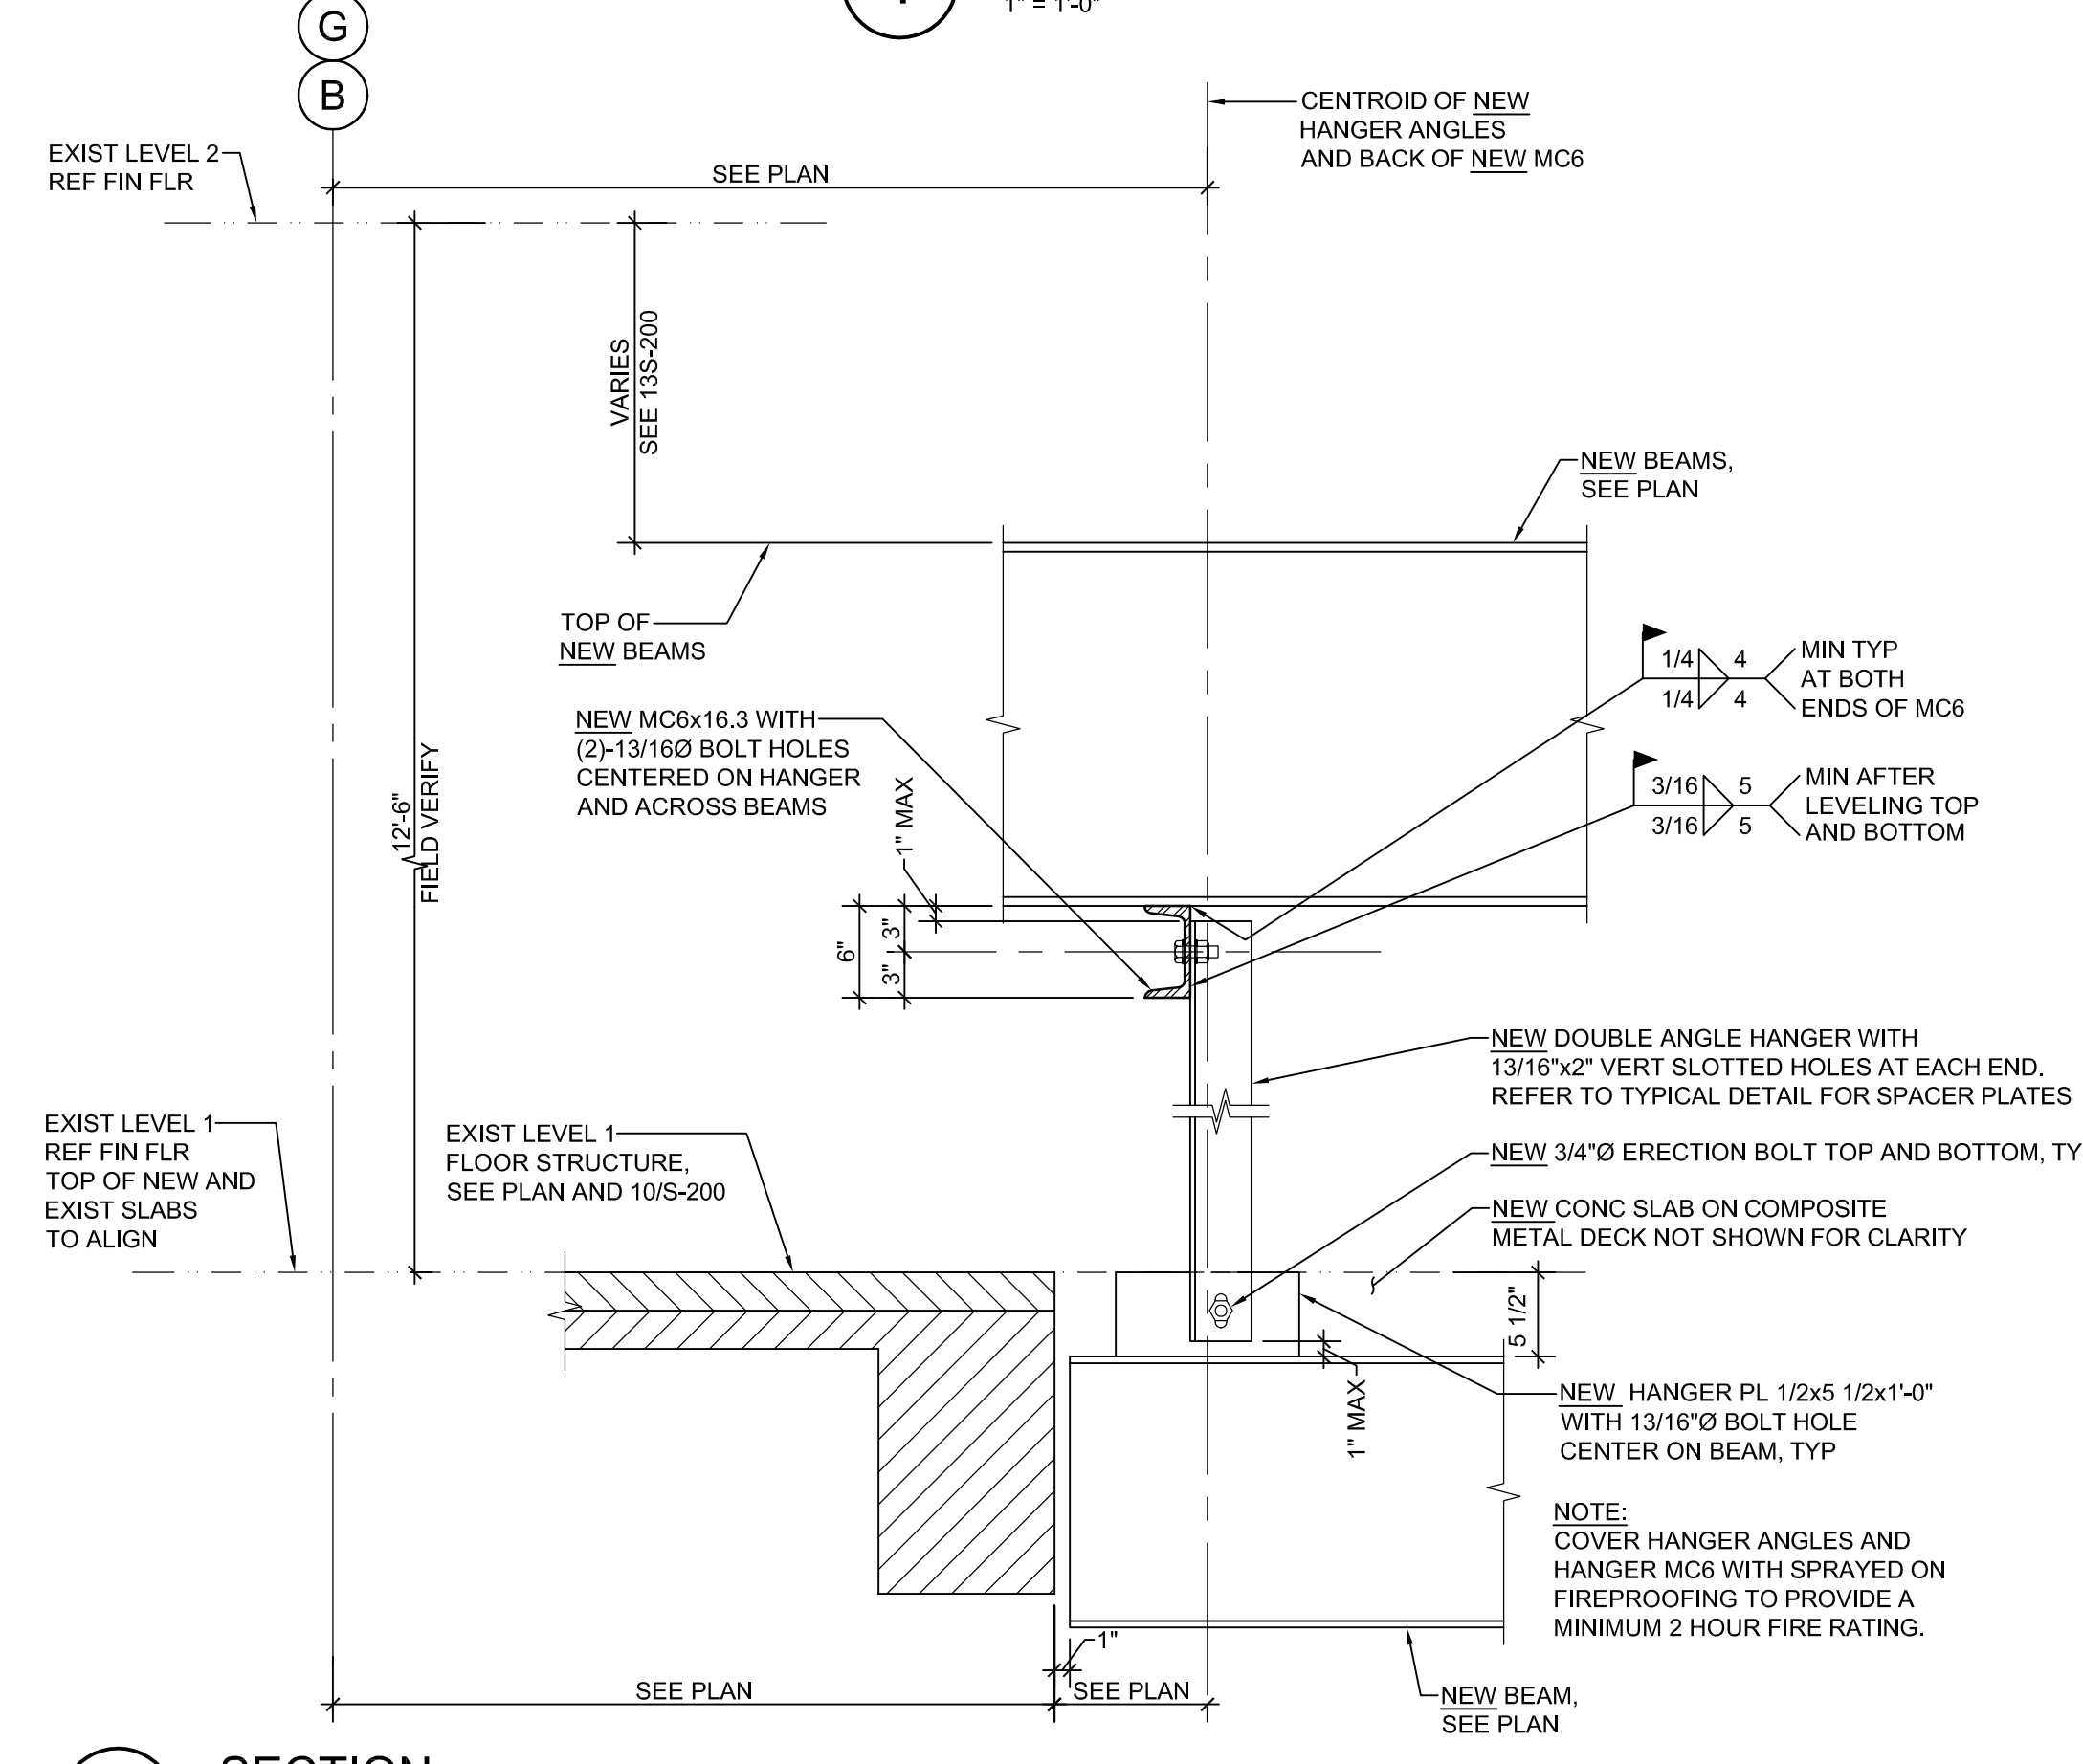 1" = 1'-0"
G
B
CENTROID OF NEW
HANGER ANGLES
AND BACK OF NEW MC6
EXIST LEVEL 2
REF FIN FLR
SEE PLAN
VARIES
SEE 13S-200
NEW BEAMS,
SEE PLAN
TOP OF
NEW BEAMS
1/4 4
1/4 4
MIN TYP
AT BOTH
ENDS OF MC6
NEW MC6x16.3 WITH
(2)-13/16Ø BOLT HOLES
CENTERED ON HANGER
AND ACROSS BEAMS
12'-6"
FIELD VERIFY
1" MAX
3/16 5
3/16 5
MIN AFTER
LEVELING TOP
AND BOTTOM
6"
3"
3"
NEW DOUBLE ANGLE HANGER WITH
13/16"x2" VERT SLOTTED HOLES AT EACH END.
REFER TO TYPICAL DETAIL FOR SPACER PLATES
EXIST LEVEL 1
REF FIN FLR
TOP OF NEW AND
EXIST SLABS
TO ALIGN
EXIST LEVEL 1
FLOOR STRUCTURE,
SEE PLAN AND 10/S-200
NEW 3/4"Ø ERECTION BOLT TOP AND BOTTOM, TY
NEW CONC SLAB ON COMPOSITE
METAL DECK NOT SHOWN FOR CLARITY
5 1/2"
1" MAX
NEW HANGER PL 1/2x5 1/2x1'-0"
WITH 13/16"Ø BOLT HOLE
CENTER ON BEAM, TYP
NOTE:
COVER HANGER ANGLES AND
HANGER MC6 WITH SPRAYED ON
FIREPROOFING TO PROVIDE A
MINIMUM 2 HOUR FIRE RATING.
1"
SEE PLAN
SEE PLAN
NEW BEAM,
SEE PLAN
SECTION